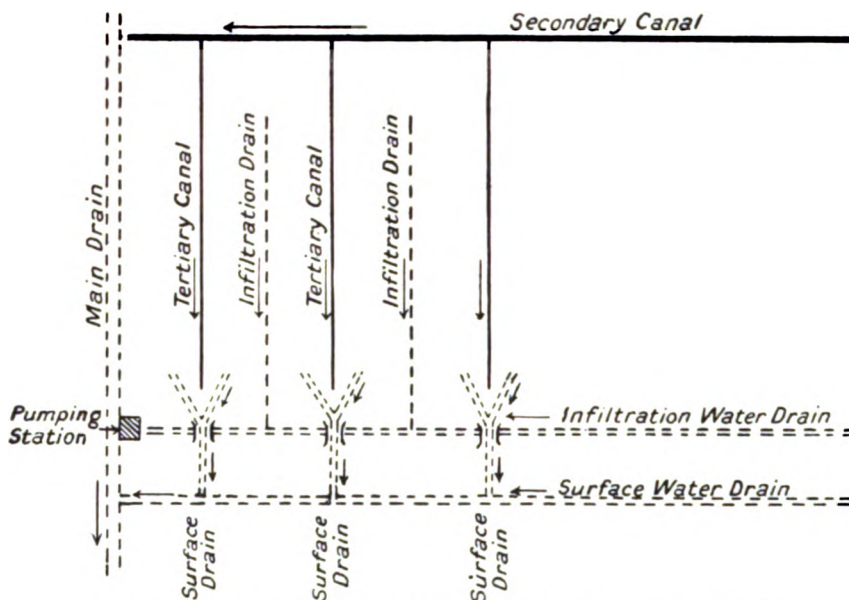 Secondary Canal
Main Drain
Tertiary Canal
Infiltration Drain
Tertiary Canal
Infiltration Drain
Pumping
Station
Infiltration Water Drain
Surface Water Drain
Surface
Drain
Surface
Drain
Surface
Drain